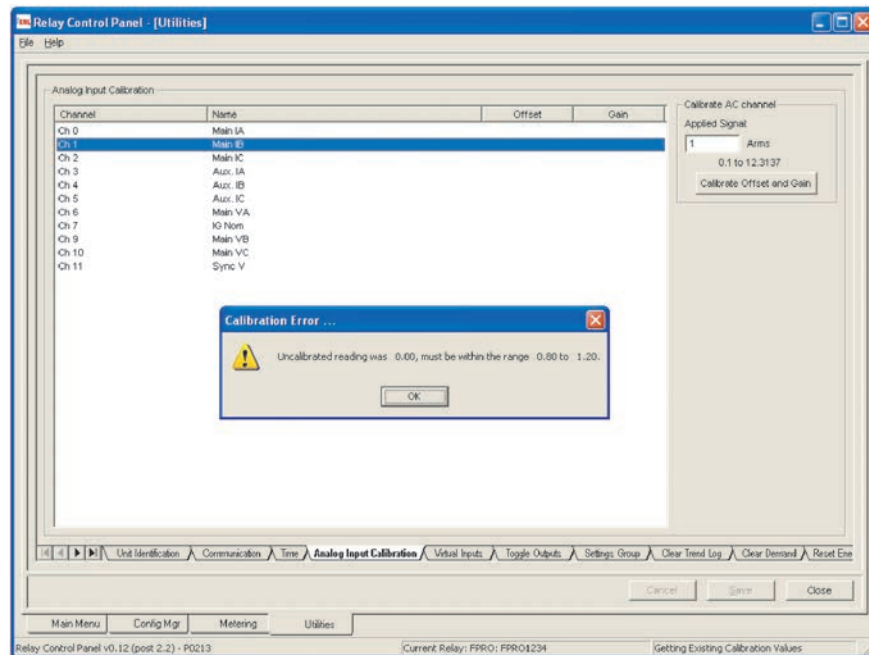 Relay Control Panel - [Utilities]
File Help
Analog Input Calibration
Channel Name Offset Gain
Ch 0 Main IA
Ch 1 Main IB
Ch 2 Main IC
Ch 3 Aux. IA
Ch 4 Aux. IB
Ch 5 Aux. IC
Ch 6 Main VA
Ch 7 IG Nom
Ch 9 Main VB
Ch 10 Main VC
Ch 11 Sync V
Calibrate AC channel
Applied Signal:
1 Arms
0.1 to 12.3137
Calibrate Offset and Gain
Calibration Error ...
Uncalibrated reading was 0.00, must be within the range 0.80 to 1.20.
OK
Unit Identification Communication Time Analog Input Calibration Virtual Inputs Toggle Outputs Settings Group Clear Trend Log Clear Demand Reset Ene
Cancel Save Close
Main Menu Config Mgr Metering Utilities
Relay Control Panel v0.12 (post 2.2) - P0213 Current Relay: FPRO: FPRO1234 Getting Existing Calibration Values